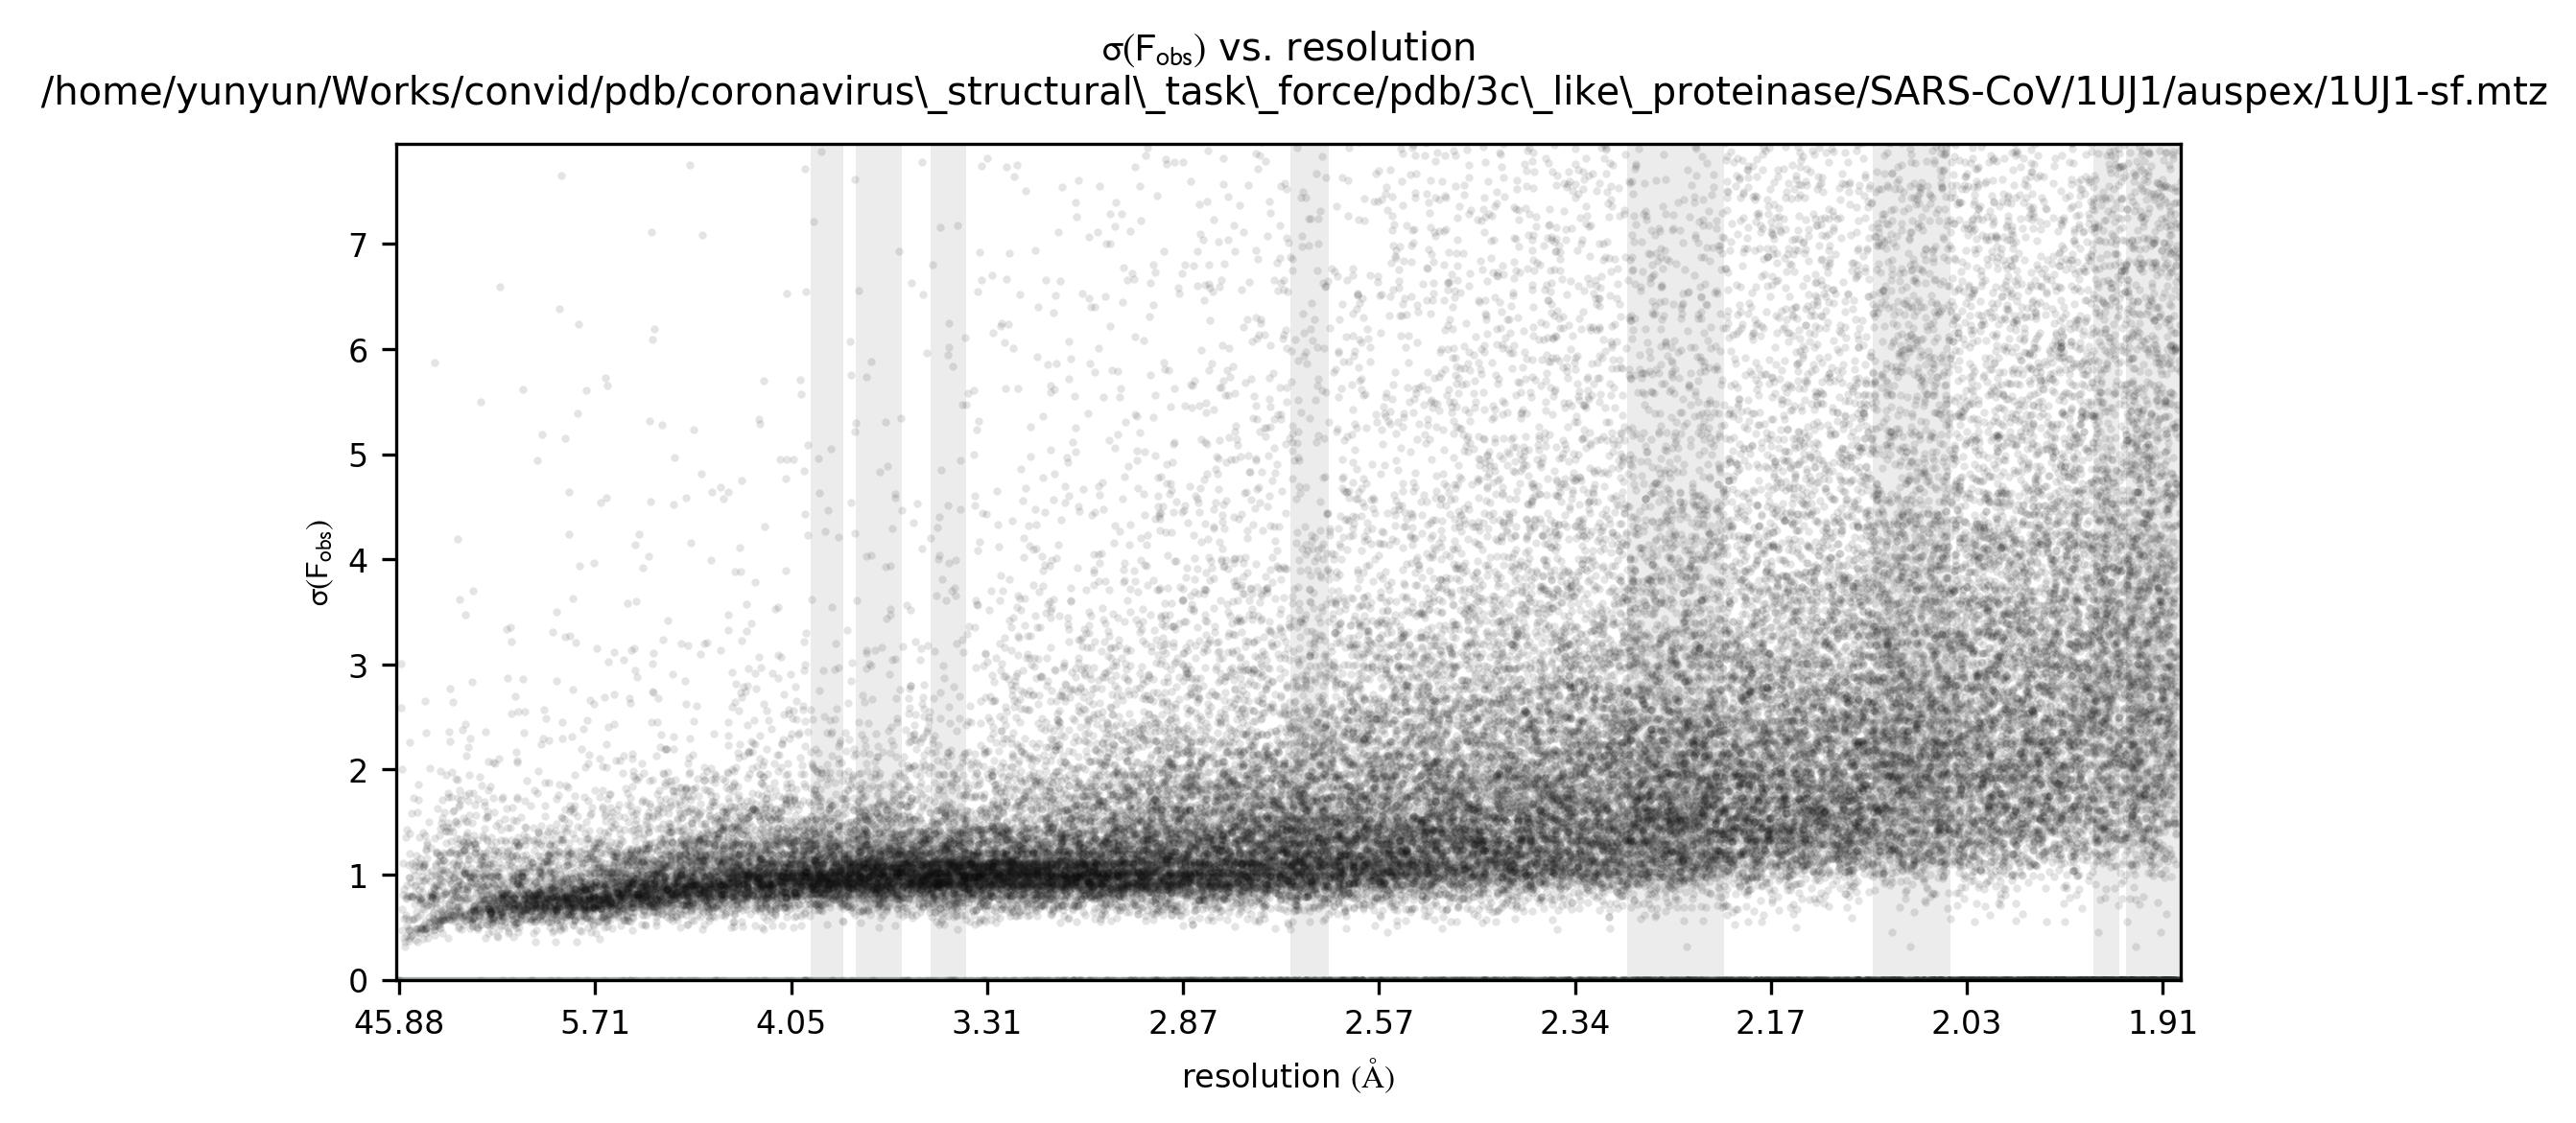 σ(Fobs) vs. resolution
/home/yunyun/Works/convid/pdb/coronavirus\_structural\_task\_force/pdb/3c\_like\_proteinase/SARS-CoV/1UJ1/auspex/1UJ1-sf.mtz
7
6
5
4
3
2
1
0
σ(Fobs)
45.88 5.71 4.05 3.31 2.87 2.57 2.34 2.17 2.03 1.91
resolution (Å)